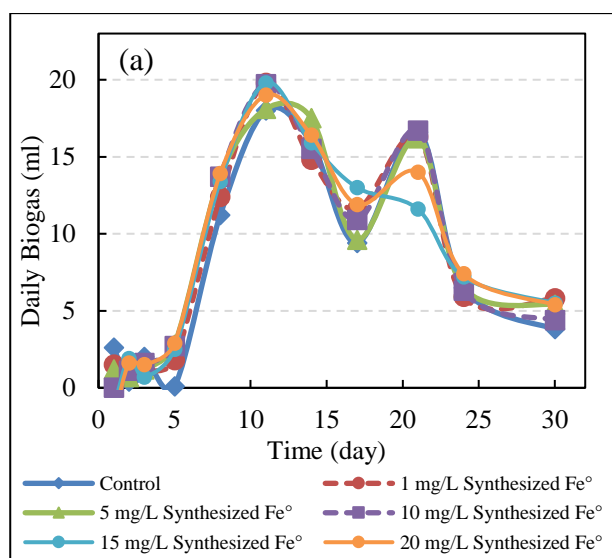 (a)
Daily Biogas (ml)
20
15
10
5
0
0 5 10 15 20 25 30
Time (day)
Control
1 mg/L Synthesized Fe°
5 mg/L Synthesized Fe°
10 mg/L Synthesized Fe°
15 mg/L Synthesized Fe°
20 mg/L Synthesized Fe°